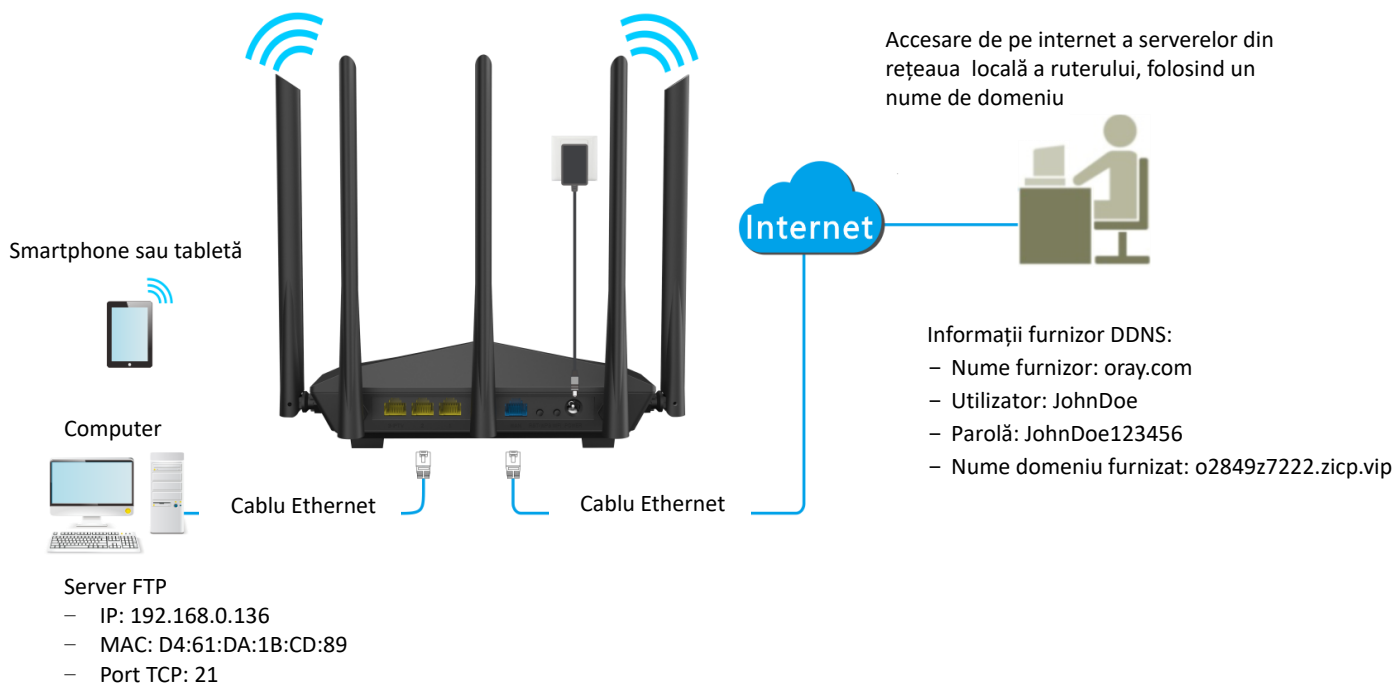 Accesare de pe internet a serverelor din
rețeaua locală a ruterului, folosind un
nume de domeniu
Internet
Smartphone sau tabletă
Informații furnizor DDNS:
– Nume furnizor: oray.com
– Utilizator: JohnDoe
– Parolă: JohnDoe123456
– Nume domeniu furnizat: o2849z7222.zicp.vip
Computer
Cablu Ethernet
Cablu Ethernet
Server FTP
– IP: 192.168.0.136
– MAC: D4:61:DA:1B:CD:89
– Port TCP: 21